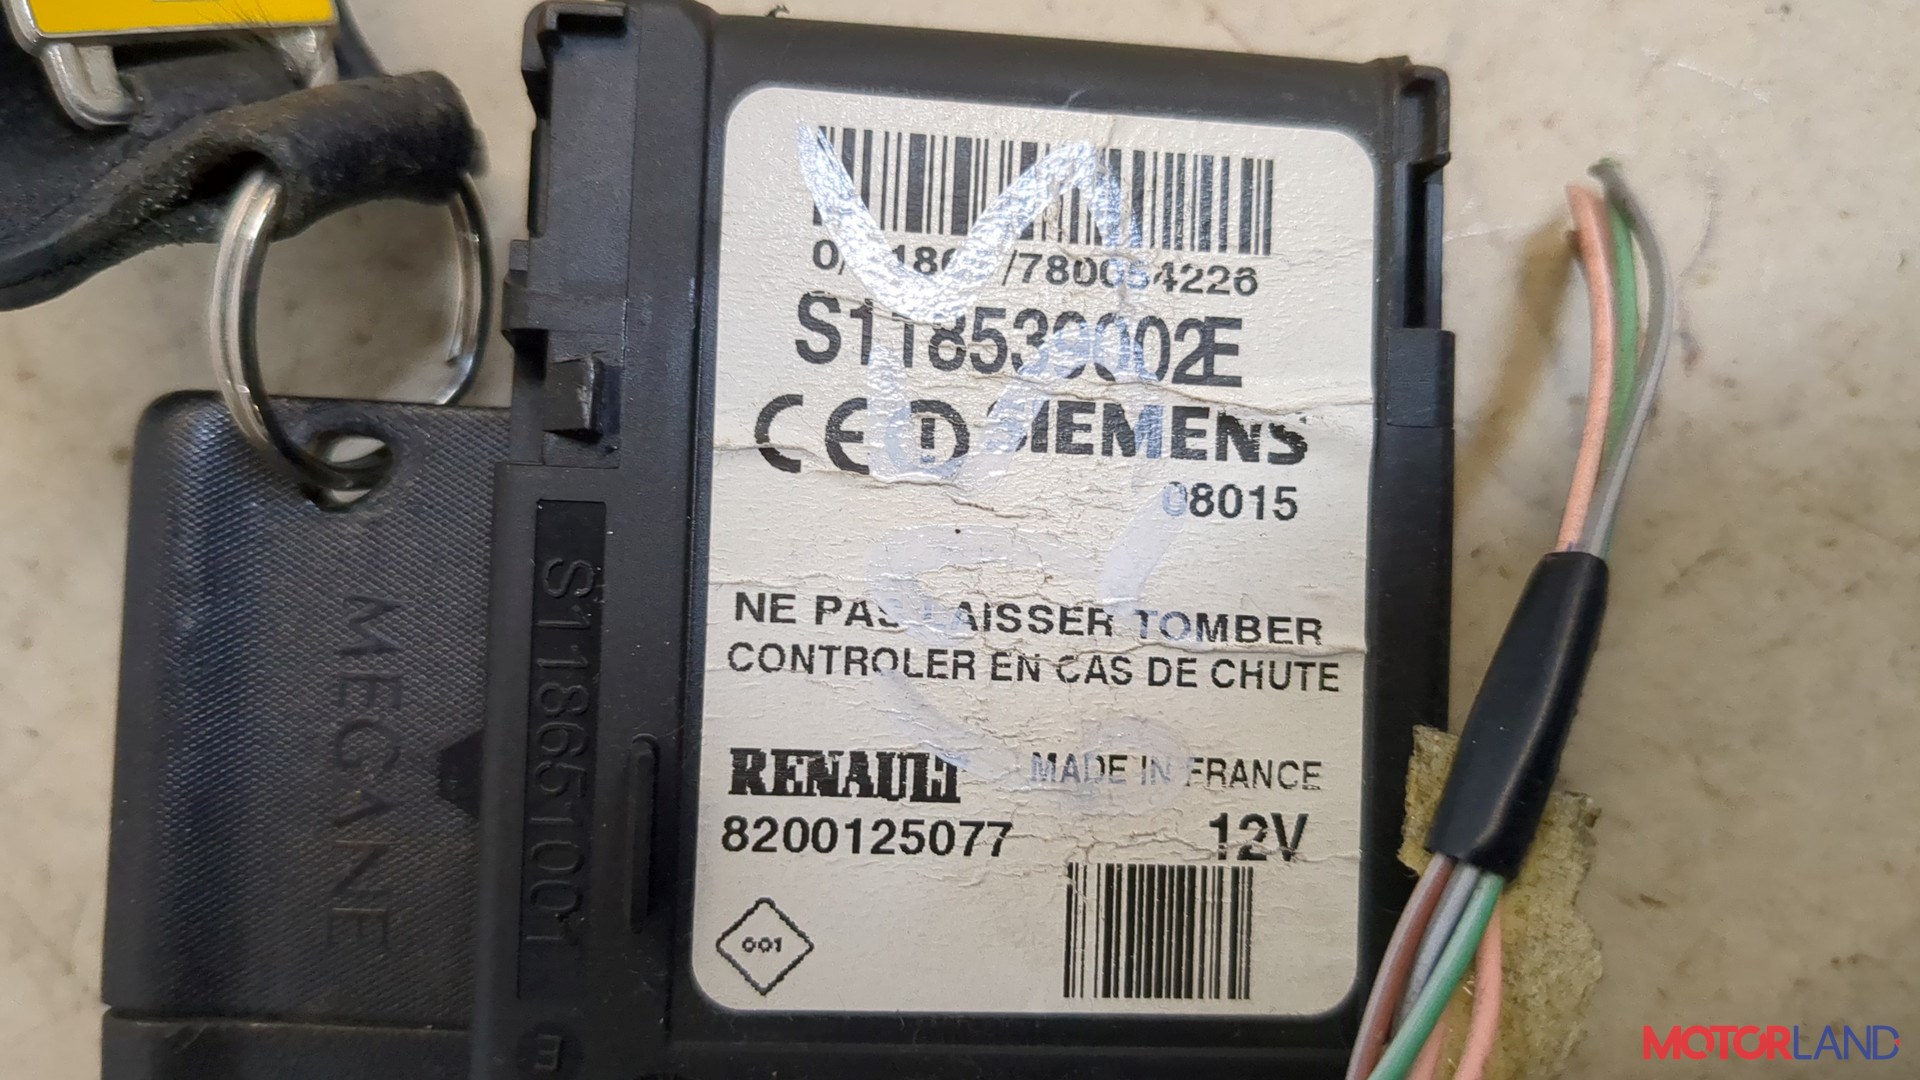 /780054226
S118539002E
CE SIEMENS
08015
NE PAS LAISSER TOMBER
CONTROLER EN CAS DE CHUTE
RENAULT MADE IN FRANCE
8200125077 12V
001
S118651001
E
MEGANE
MOTORLAND